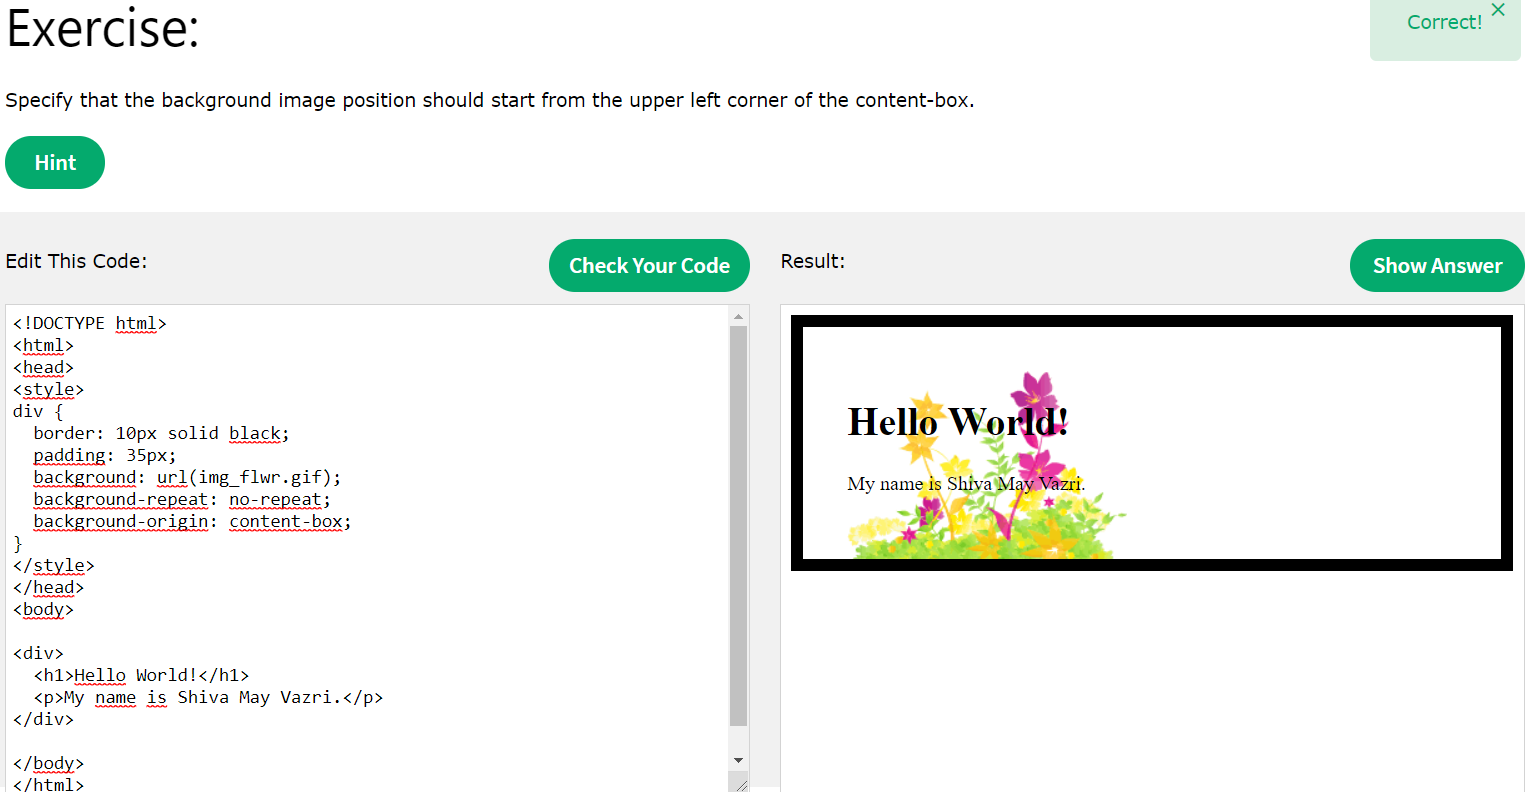 Exercise:
Correct!
×
Specify that the background image position should start from the upper left corner of the content-box.
Hint
Edit This Code:
Check Your Code
Result:
Show Answer
<!DOCTYPE html>
<html>
<head>
<style>
div {
  border: 10px solid black;
  padding: 35px;
  background: url(img_flwr.gif);
  background-repeat: no-repeat;
  background-origin: content-box;
}
</style>
</head>
<body>

<div>
  <h1>Hello World!</h1>
  <p>My name is Shiva May Vazri.</p>
</div>

</body>
</html>
Hello World!
My name is Shiva May Vazri.